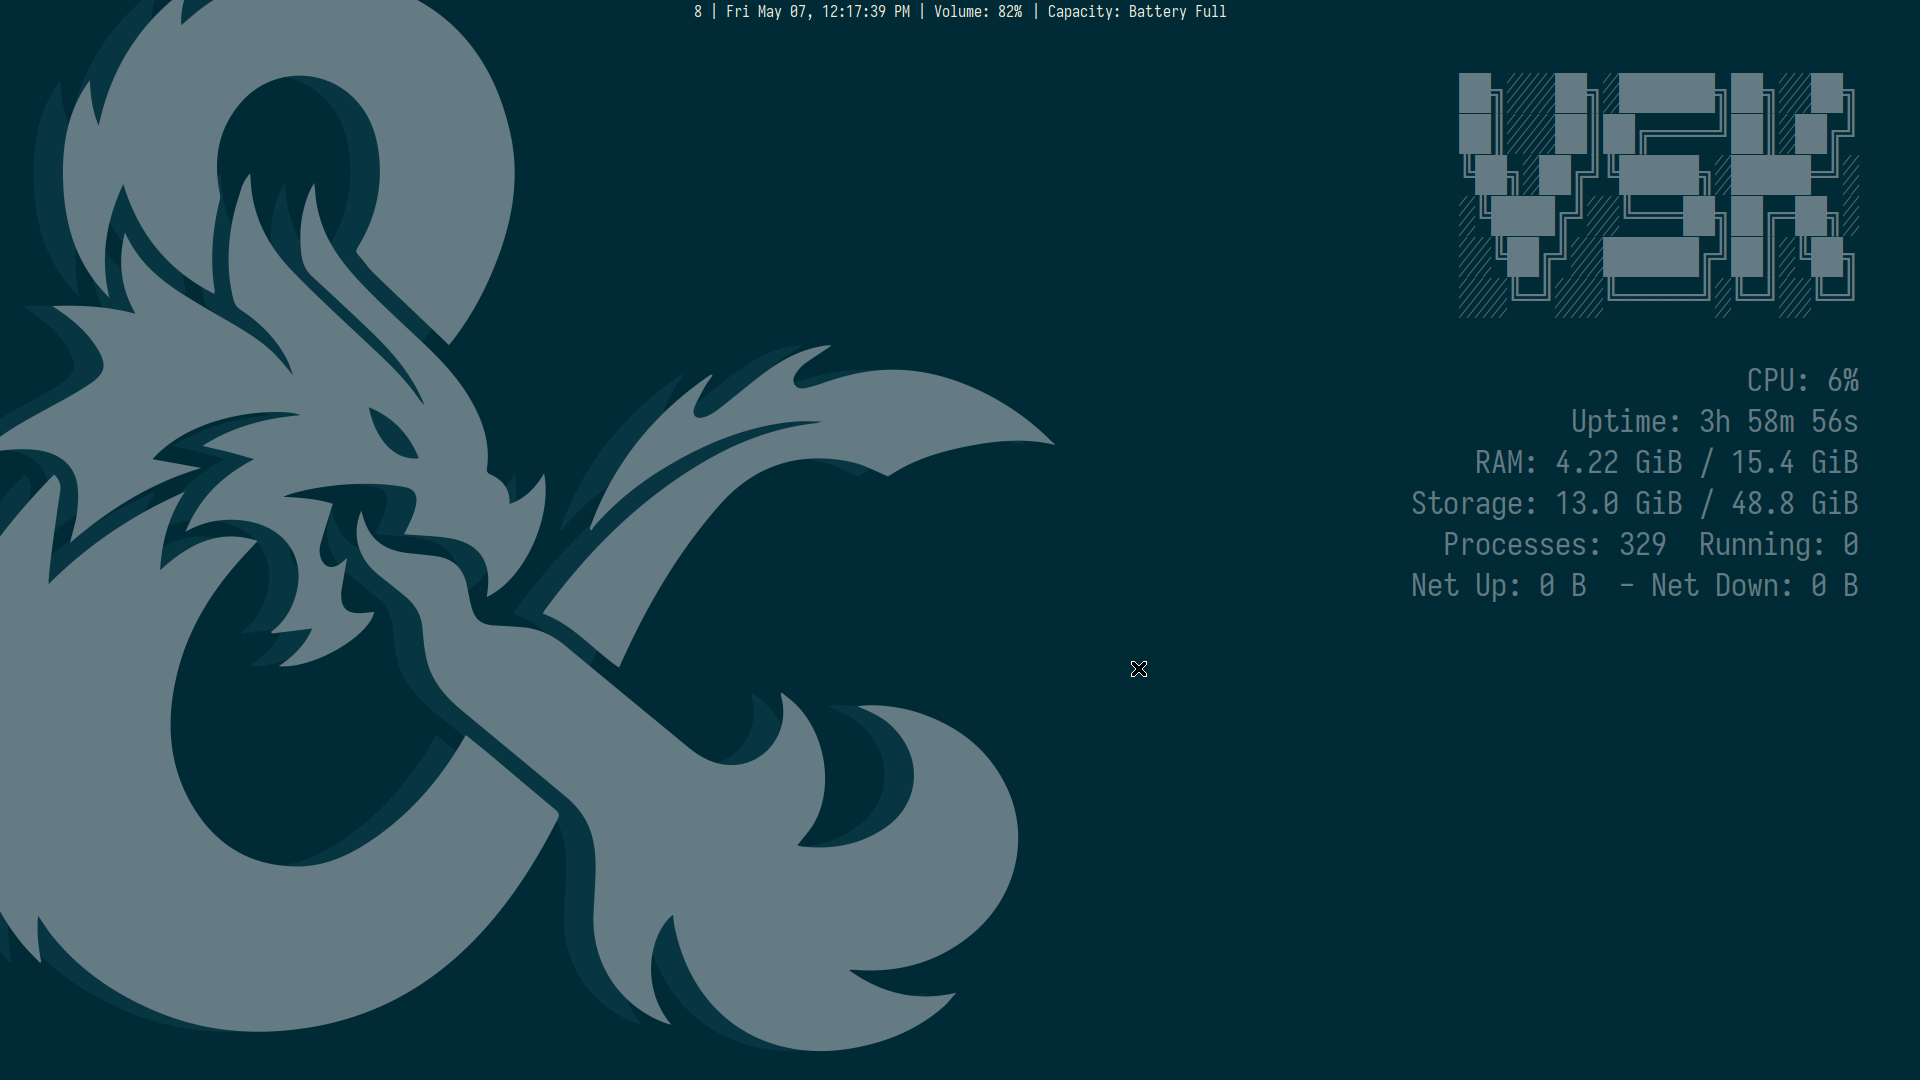 8 | Fri May 07, 12:17:39 PM | Volume: 82% | Capacity: Battery Full
VSK
CPU: 6%
Uptime: 3h 58m 56s
RAM: 4.22 GiB / 15.4 GiB
Storage: 13.0 GiB / 48.8 GiB
Processes: 329  Running: 0
Net Up: 0 B  - Net Down: 0 B